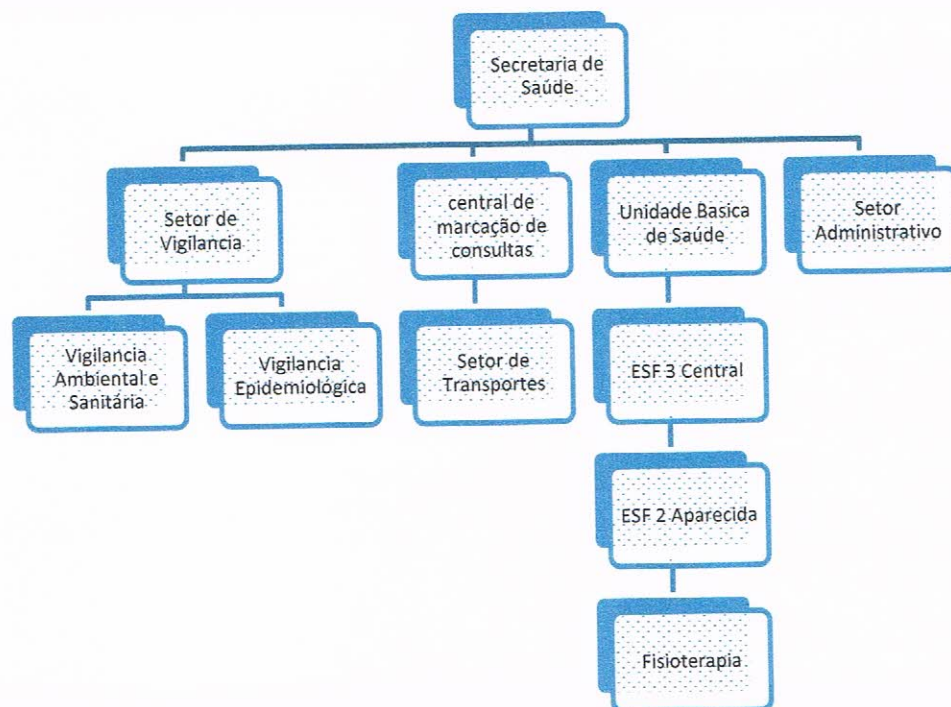 Secretaria de
Saúde
Setor de
Vigilancia
central de
marcação de
consultas
Unidade Basica
de Saúde
Setor
Administrativo
Vigilancia
Ambiental e
Sanitária
Vigilancia
Epidemiológica
Setor de
Transportes
ESF 3 Central
ESF 2 Aparecida
Fisioterapia